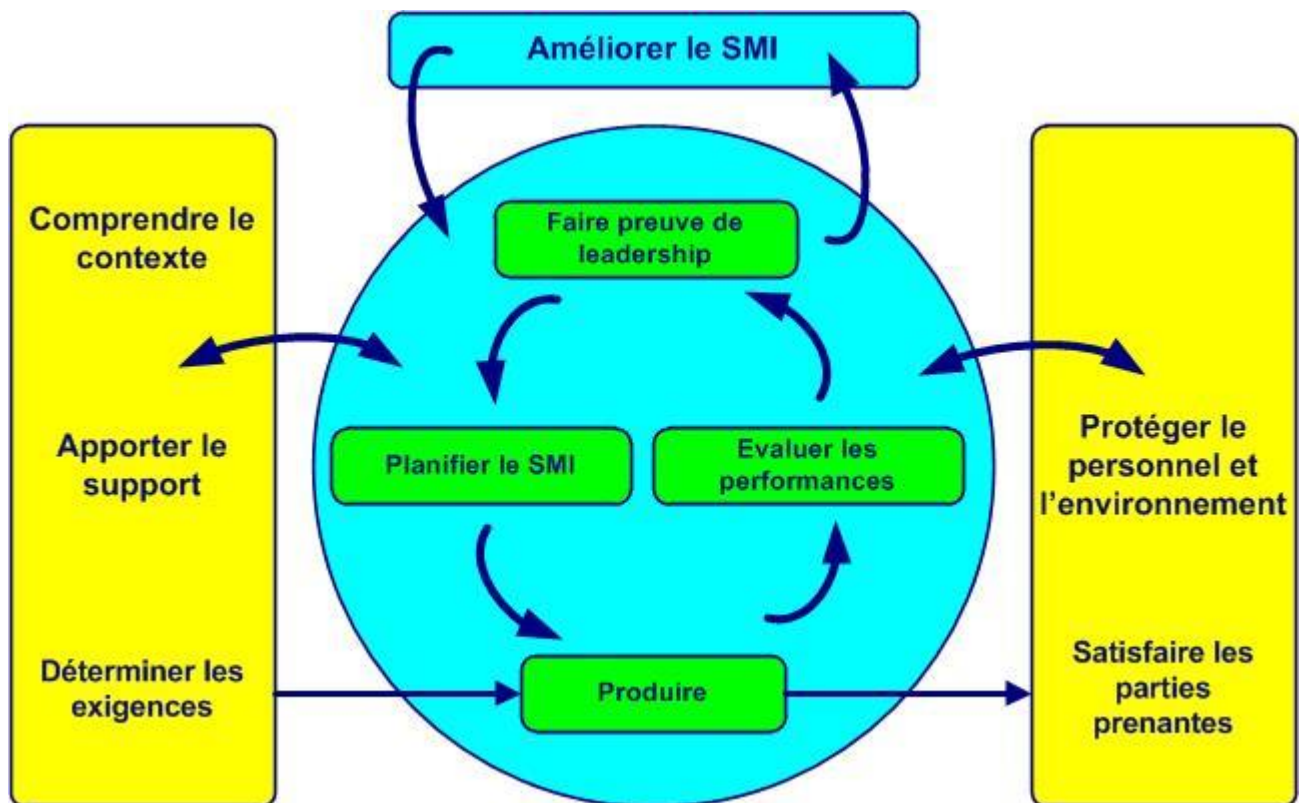 Améliorer le SMI
Comprendre le
contexte
Apporter le
support
Déterminer les
exigences
Faire preuve de
leadership
Planifier le SMI
Evaluer les
performances
Produire
Protéger le
personnel et
l'environnement
Satisfaire les
parties
prenantes